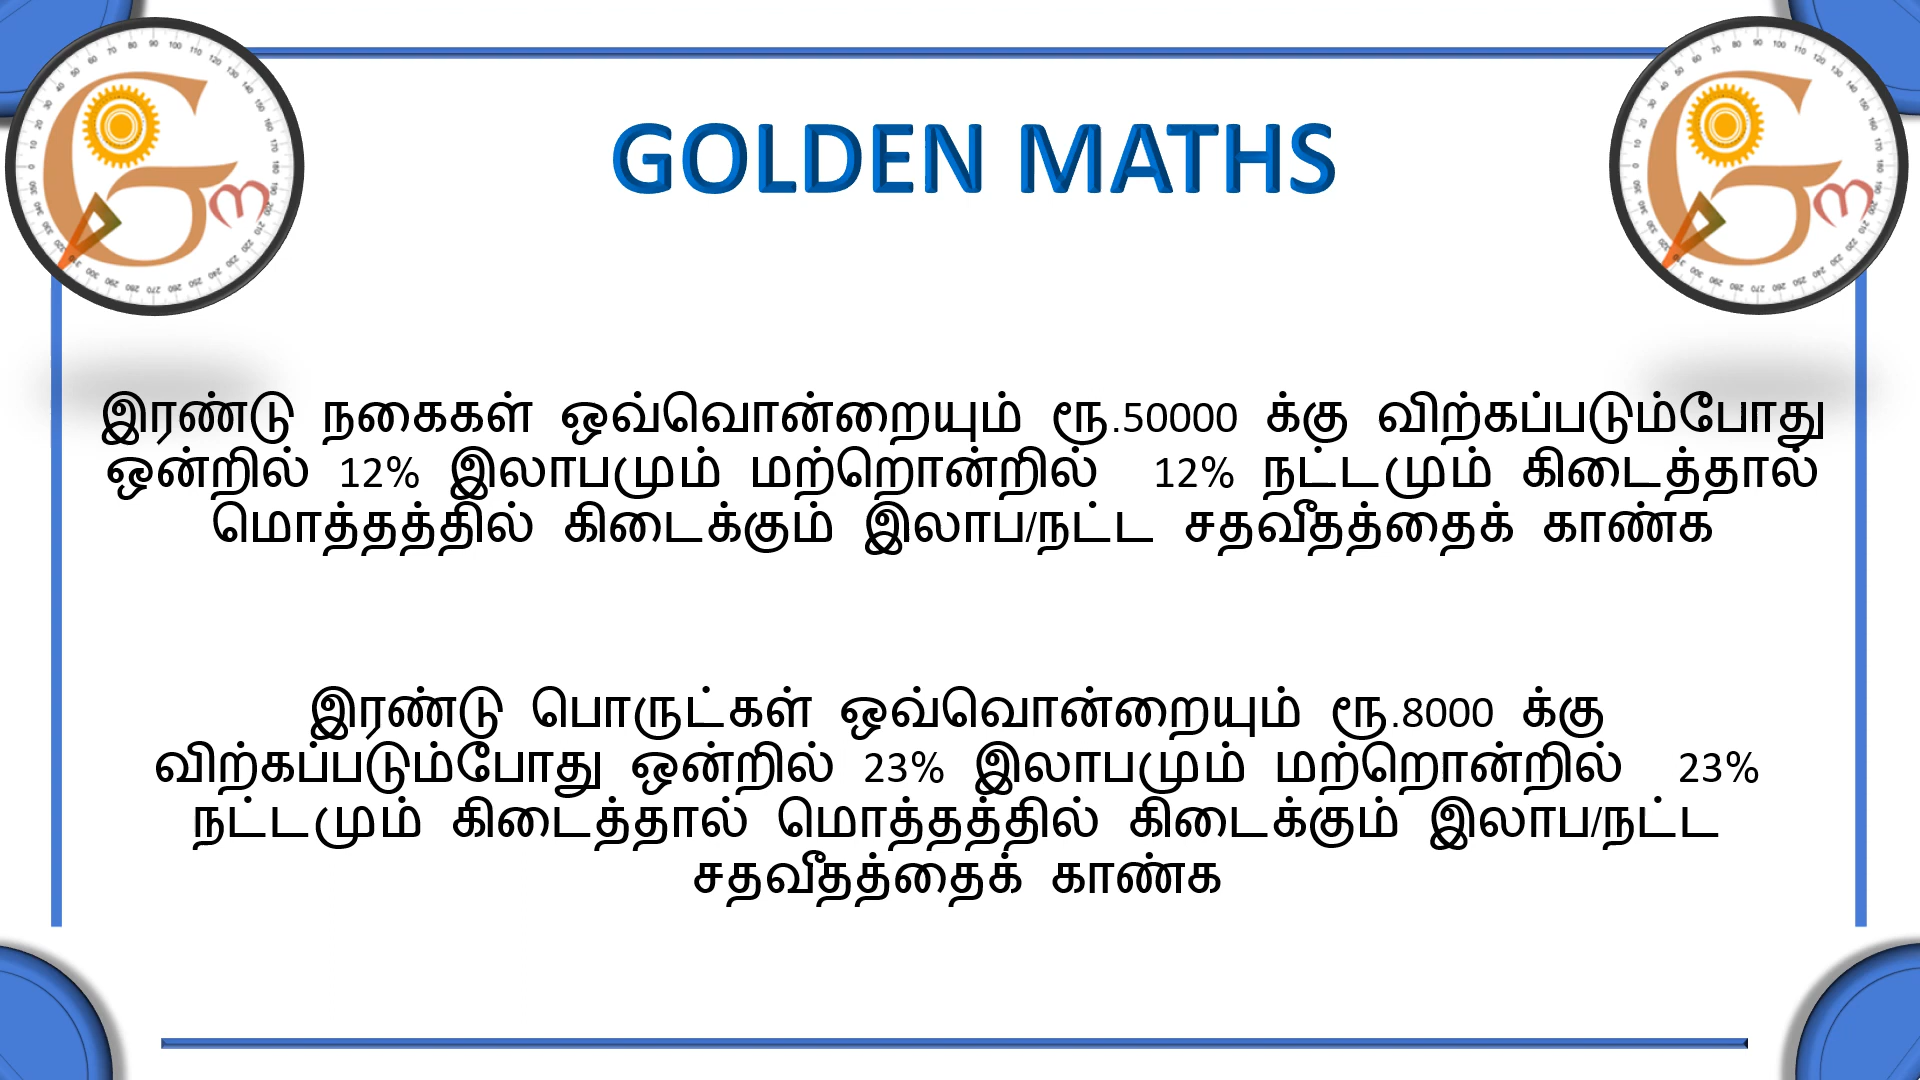 GOLDEN MATHS
இரண்டு நகைகள் ஒவ்வொன்றையும் ரூ.50000 க்கு விற்கப்படும்போது
ஒன்றில் 12% இலாபமும் மற்றொன்றில் 12% நட்டமும் கிடைத்தால்
மொத்தத்தில் கிடைக்கும் இலாப/நட்ட சதவீதத்தைக் காண்க
இரண்டு பொருட்கள் ஒவ்வொன்றையும் ரூ.8000 க்கு
விற்கப்படும்போது ஒன்றில் 23% இலாபமும் மற்றொன்றில் 23%
நட்டமும் கிடைத்தால் மொத்தத்தில் கிடைக்கும் இலாப/நட்ட
சதவீதத்தைக் காண்க